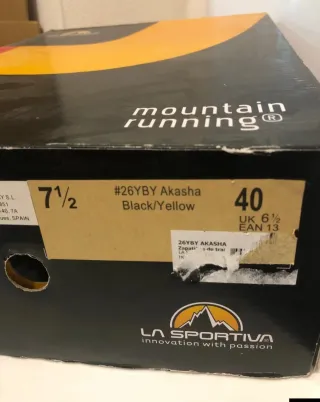 mountain
running®
7½
#26YBY Akasha
Black/Yellow
40
UK 6½
EAN 13
26YBY AKASHA
LA SPORTIVA
innovation with passion